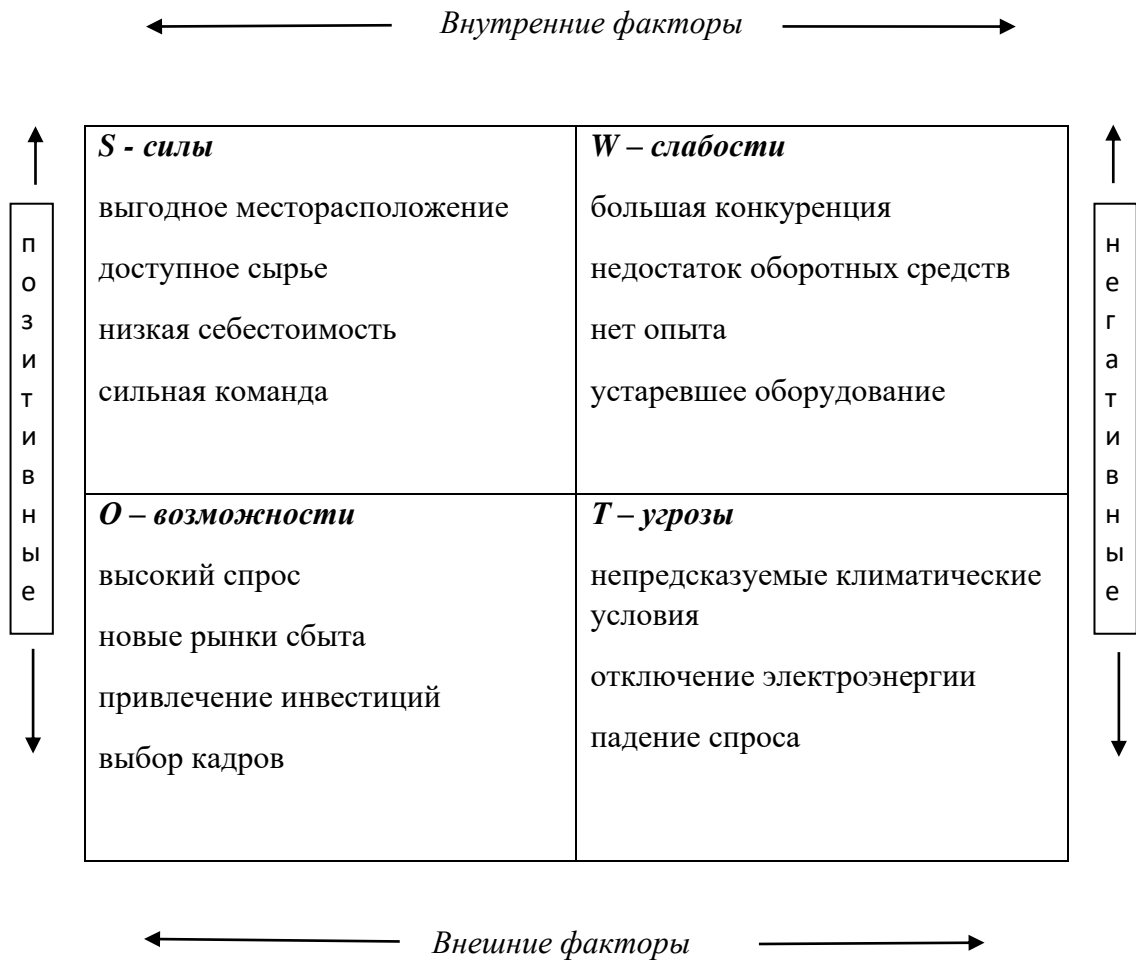 Внутренние факторы
позитивные
S - силы
выгодное месторасположение
доступное сырье
низкая себестоимость
сильная команда
W – слабости
большая конкуренция
недостаток оборотных средств
нет опыта
устаревшее оборудование
негативные
O – возможности
высокий спрос
новые рынки сбыта
привлечение инвестиций
выбор кадров
T – угрозы
непредсказуемые климатические
условия
отключение электроэнергии
падение спроса
Внешние факторы